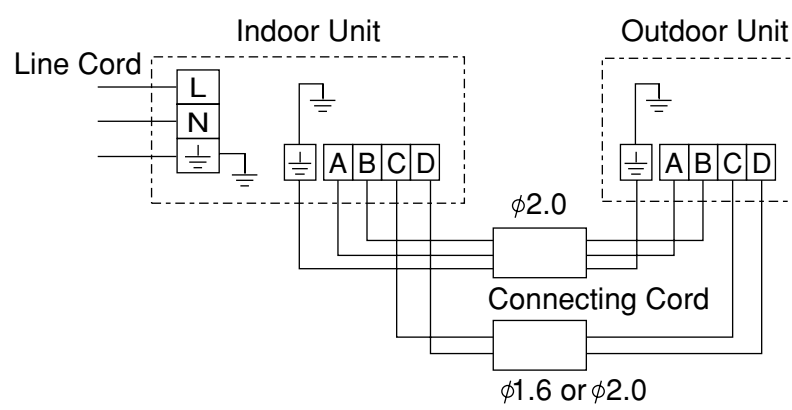 Indoor Unit
Outdoor Unit
Line Cord
L
N
A B C D
A B C D
ϕ2.0
Connecting Cord
ϕ1.6 or ϕ2.0